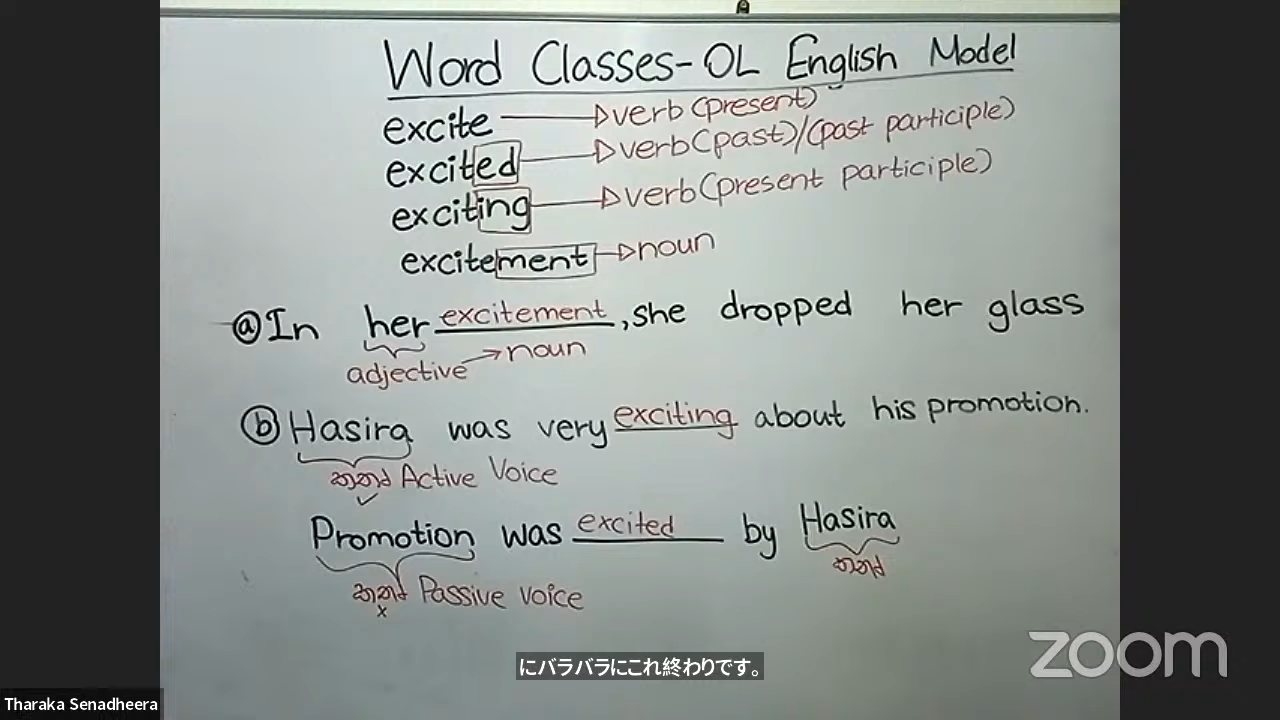 Word Classes-OL English Model
excite → verb (present)
excited → verb (past)/(past participle)
exciting → verb (present participle)
excitement → noun
ⓐ In her excitement, she dropped her glass
adjective → noun
ⓑ Hasira was very exciting about his promotion.
කතෘ Active Voice
✓
Promotion was excited by Hasira
කතෘ Passive voice කතෘ
x
zoom
にバラバラにこれ終わりです。
Tharaka Senadheera